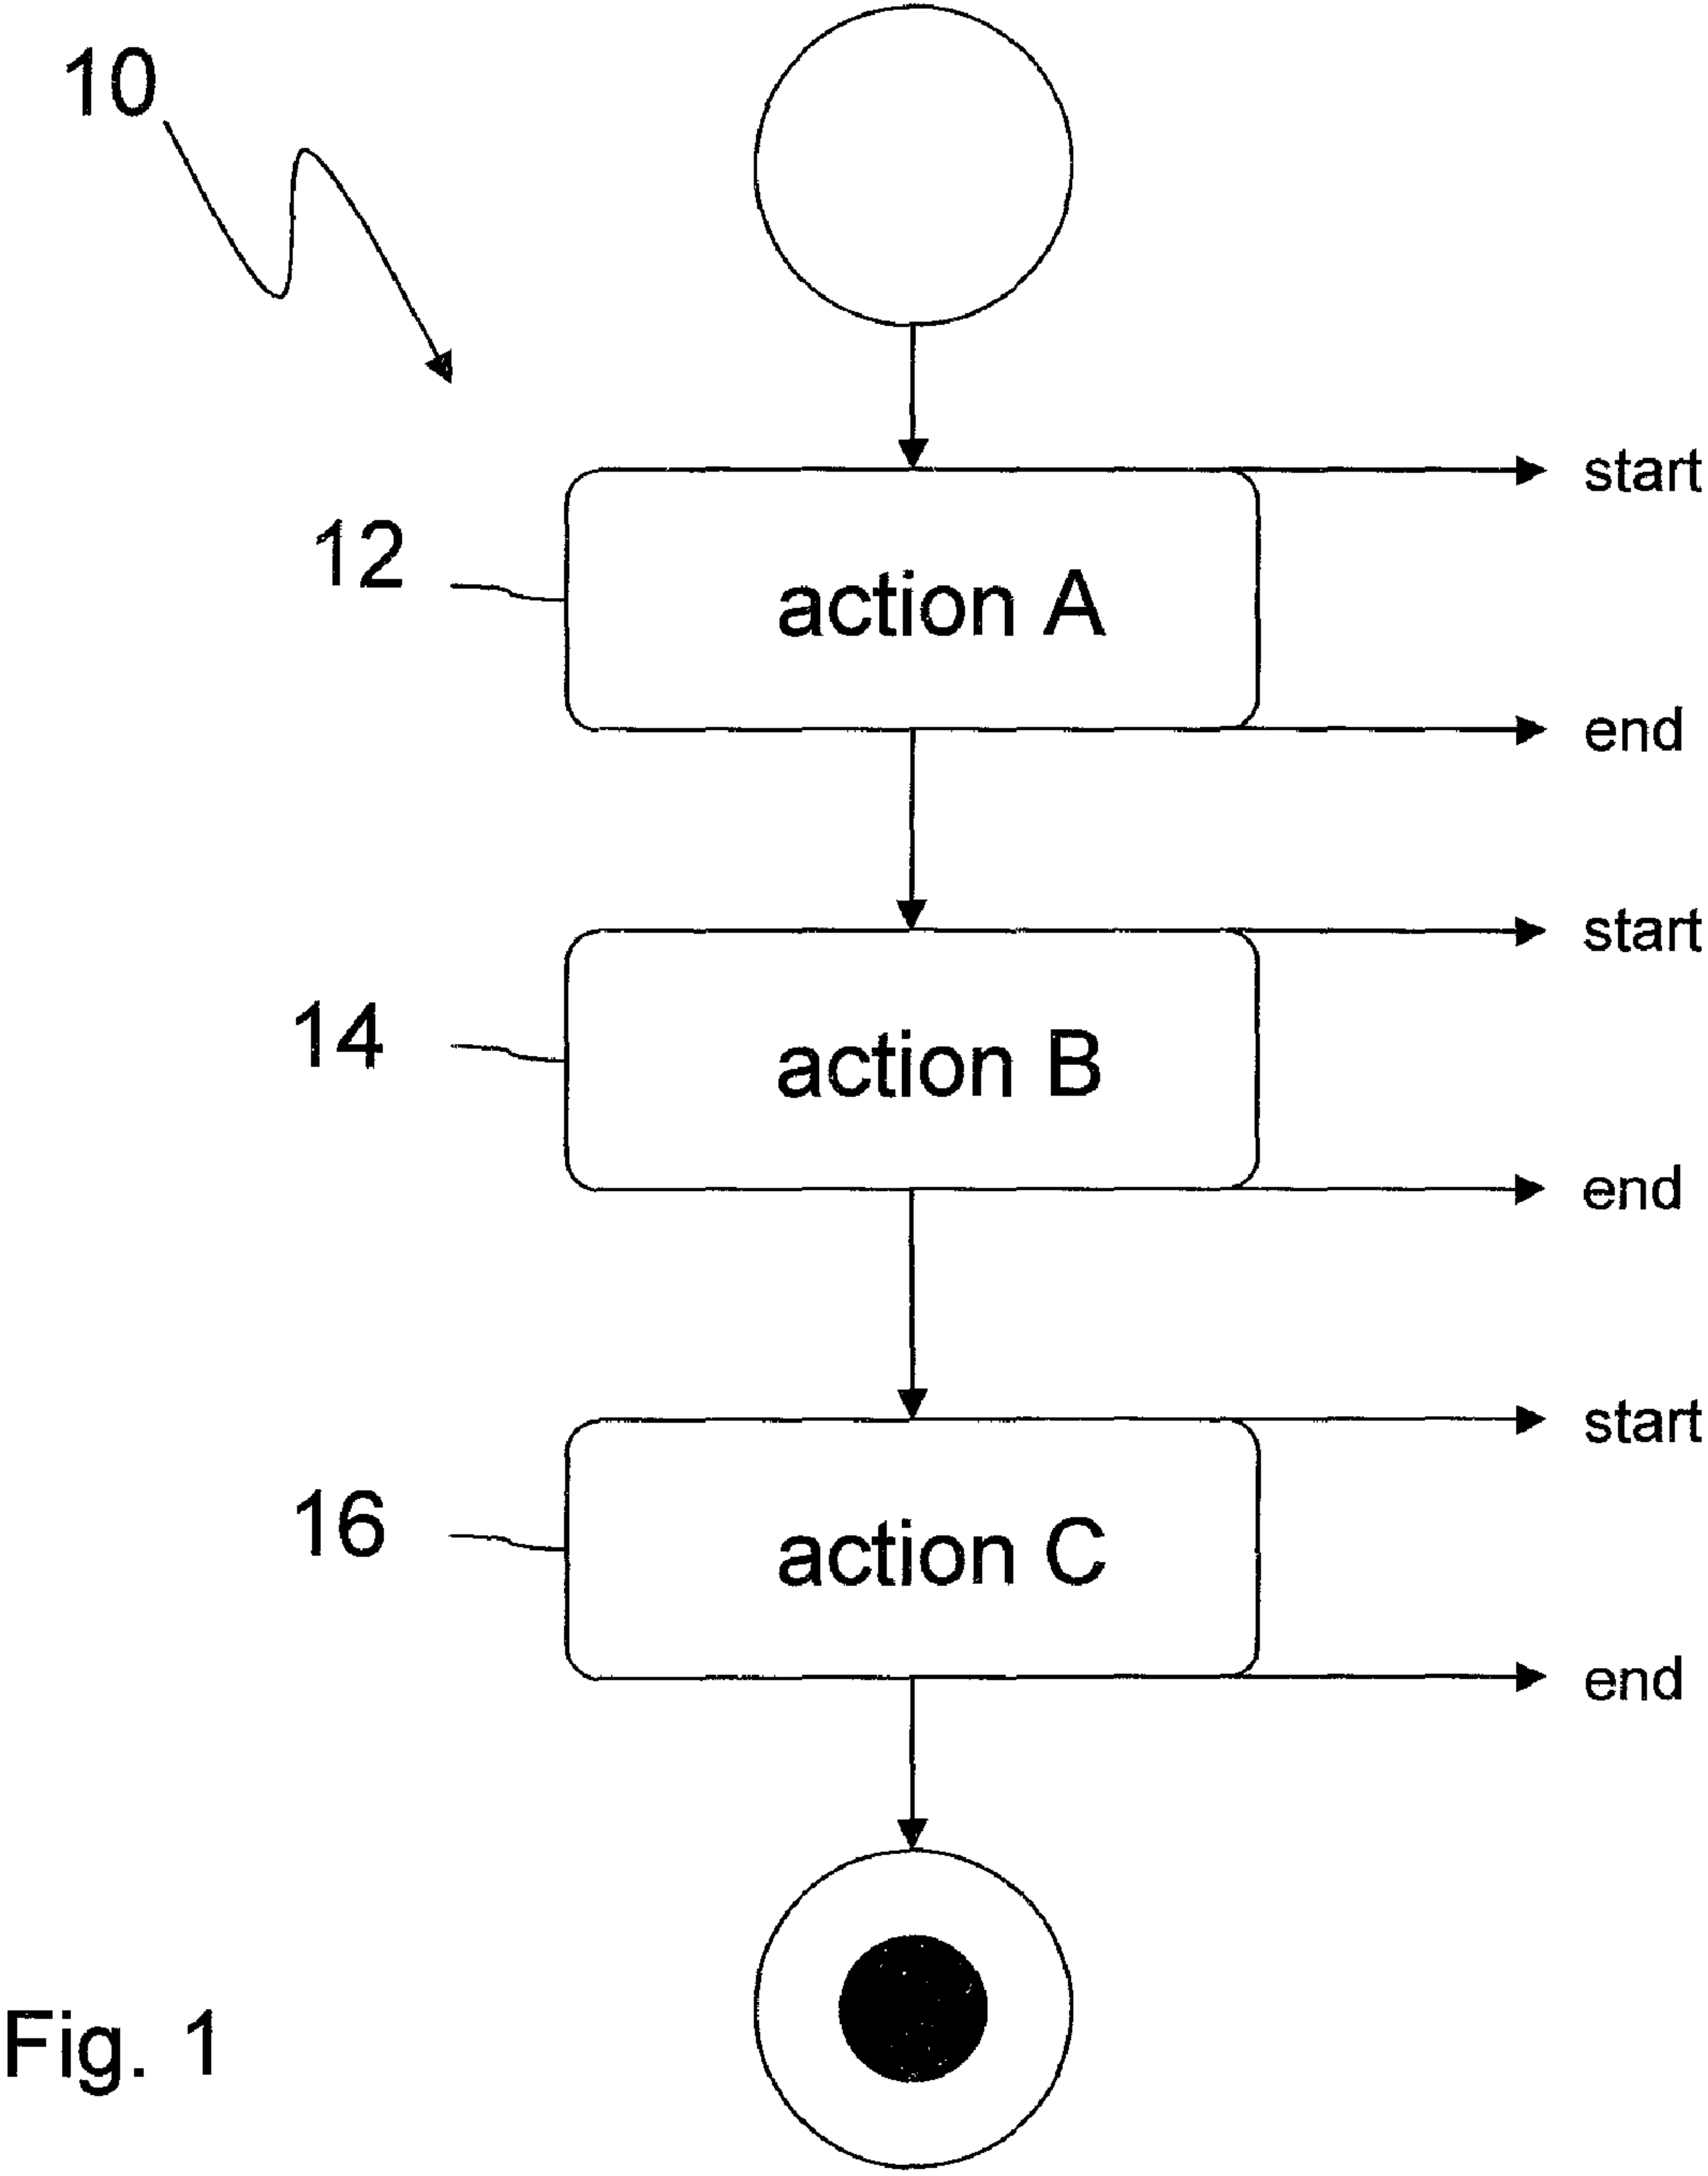 10
start
12
action A
end
start
14
action B
end
start
16
action C
end
Fig. 1